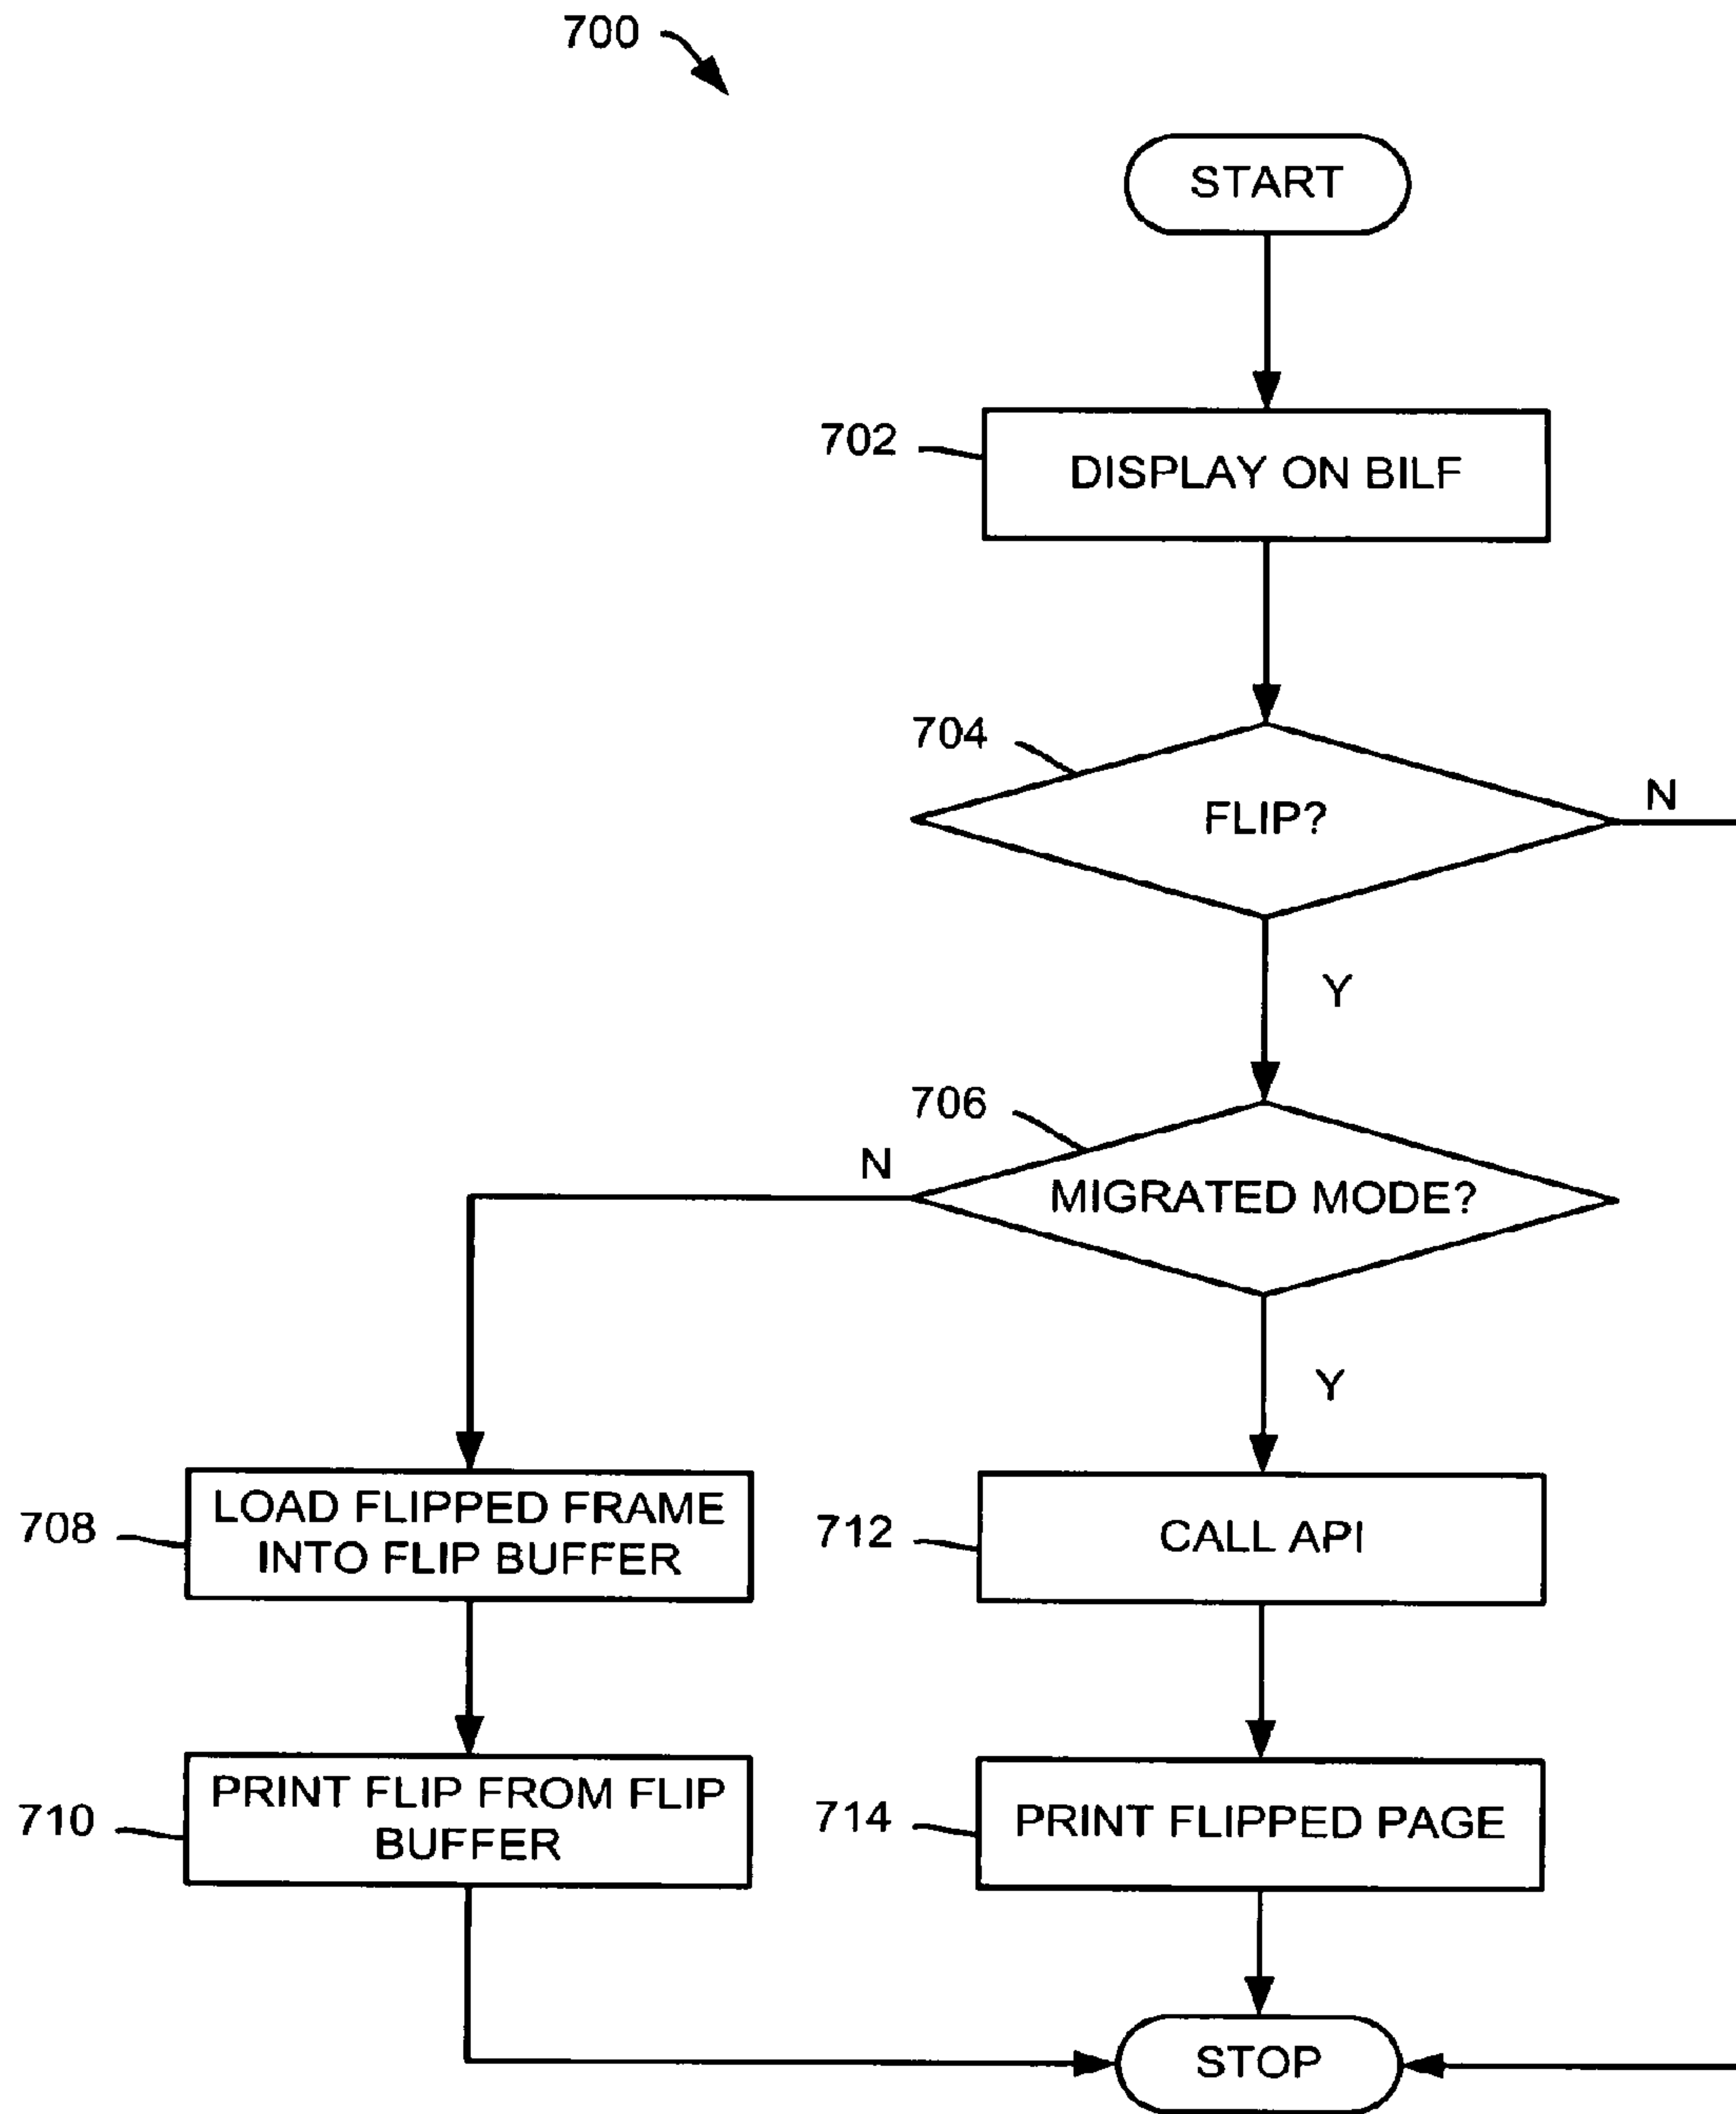 700
START
702
DISPLAY ON BILF
704
FLIP?
N
Y
706
N
MIGRATED MODE?
Y
708
LOAD FLIPPED FRAME
INTO FLIP BUFFER
712
CALL API
710
PRINT FLIP FROM FLIP
BUFFER
714
PRINT FLIPPED PAGE
STOP